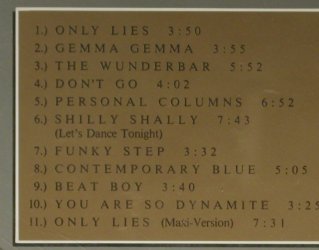 1.) ONLY LIES 3:50
2.) GEMMA GEMMA 3:55
3.) THE WUNDERBAR 5:52
4.) DON'T GO 4:02
5.) PERSONAL COLUMNS 6:52
6.) SHILLY SHALLY 7:43
(Let's Dance Tonight)
7.) FUNKY STEP 3:32
8.) CONTEMPORARY BLUE 5:05
9.) BEAT BOY 3:40
10.) YOU ARE SO DYNAMITE 3:25
11.) ONLY LIES (Maxi-Version) 7:31